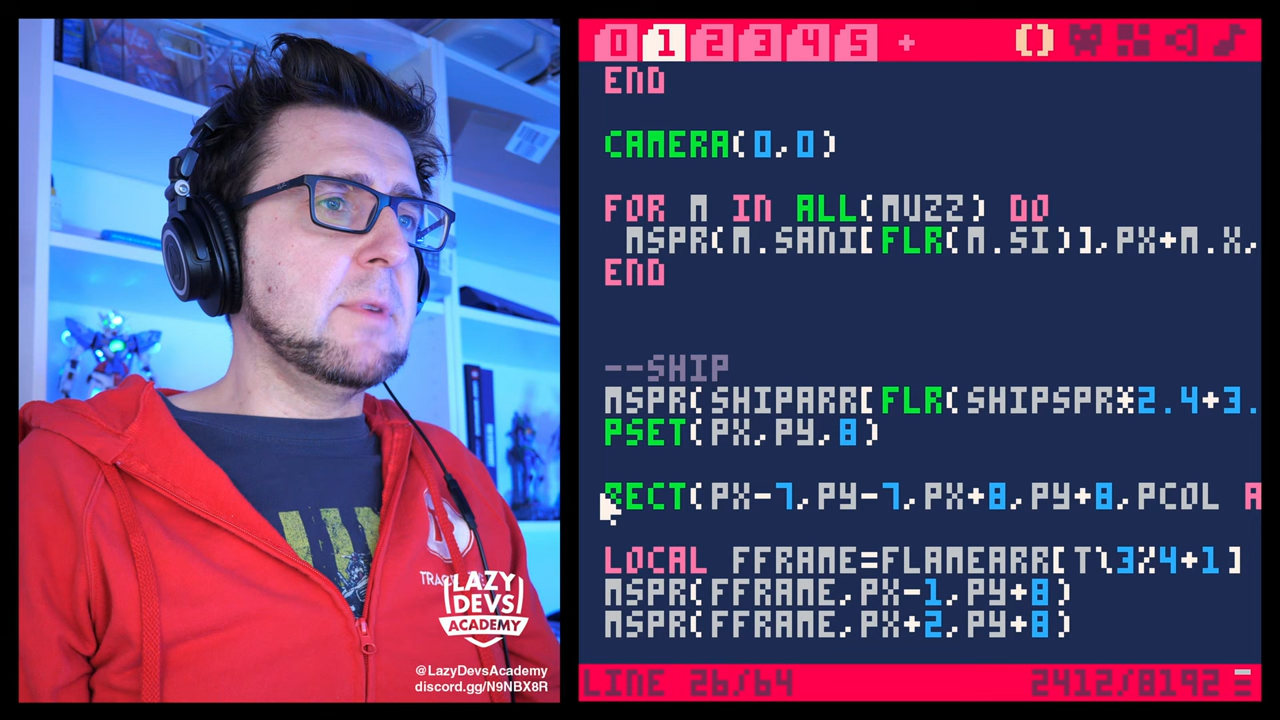 LAZY
DEVS
ACADEMY
@LazyDevsAcademy
discord.gg/N9NBX8R
0 1 2 3 4 5 +
END
CAMERA(0,0)
FOR M IN ALL(MUZZ) DO
MSPR(M.SANI[FLR(M.SI)],PX+M.X,
END
--SHIP
MSPR(SHIPARR[FLR(SHIPSPR*2.4+3.
PSET(PX,PY,8)
RECT(PX-7,PY-7,PX+8,PY+8,PCOL
LOCAL FFRAME=FLAMEARR[T\3%4+1]
MSPR(FFRAME,PX-1,PY+8)
MSPR(FFRAME,PX+2,PY+8)
LINE 26/64 2412/8192